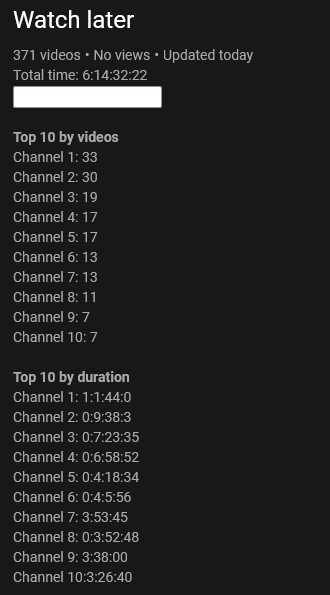 Watch later
371 videos • No views • Updated today
Total time: 6:14:32:22
Top 10 by videos
Channel 1: 33
Channel 2: 30
Channel 3: 19
Channel 4: 17
Channel 5: 17
Channel 6: 13
Channel 7: 13
Channel 8: 11
Channel 9: 7
Channel 10: 7
Top 10 by duration
Channel 1: 1:1:44:0
Channel 2: 0:9:38:3
Channel 3: 0:7:23:35
Channel 4: 0:6:58:52
Channel 5: 0:4:18:34
Channel 6: 0:4:5:56
Channel 7: 3:53:45
Channel 8: 0:3:52:48
Channel 9: 3:38:00
Channel 10:3:26:40